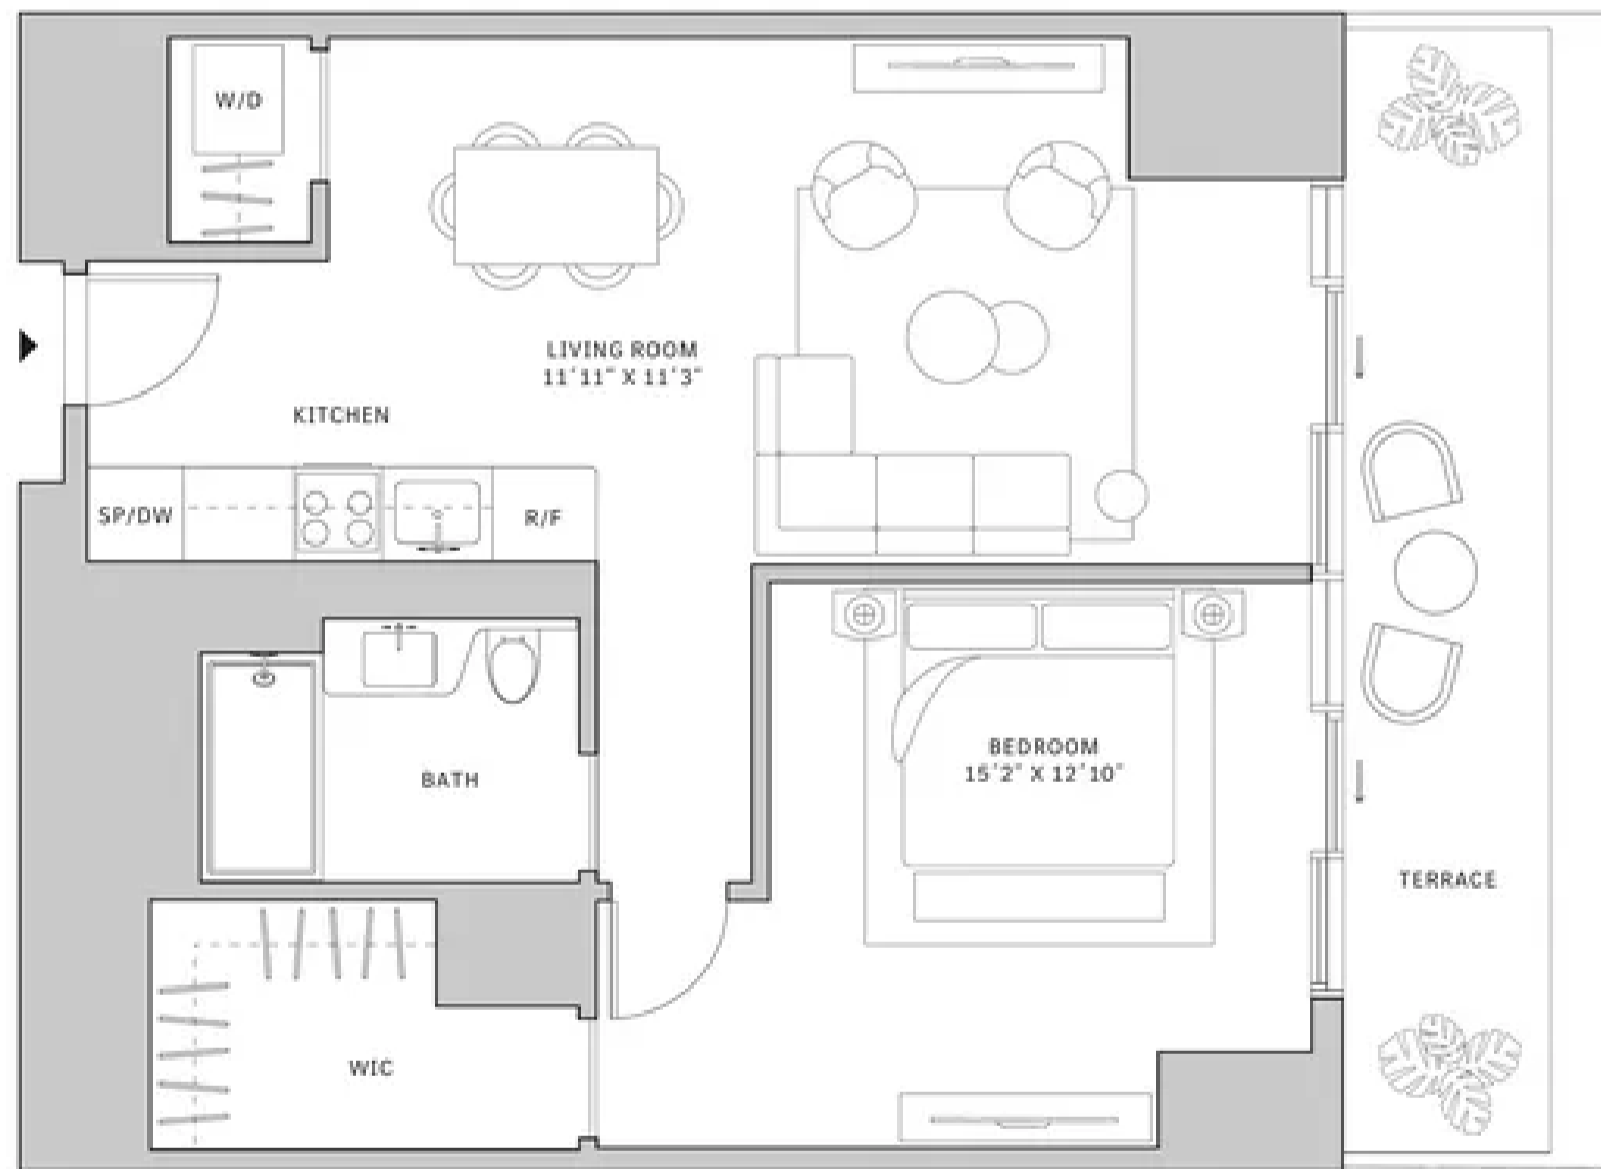 W/D
LIVING ROOM
11'11" X 11'3"
KITCHEN
SP/DW
R/F
BATH
BEDROOM
15'2" X 12'10"
TERRACE
WIC